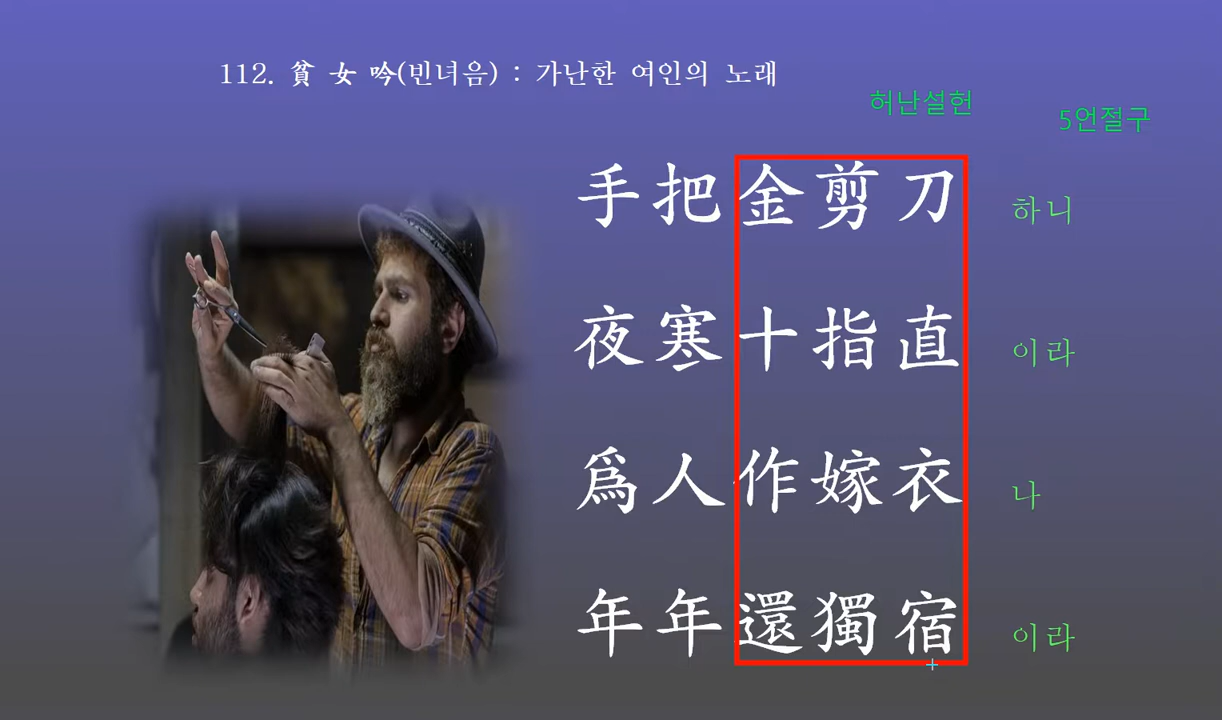 112. 貧 女 吟(빈녀음) : 가난한 여인의 노래
허난설헌
5언절구
手把金剪刀 하니
夜寒十指直 이라
爲人作嫁衣 나
年年還獨宿 이라